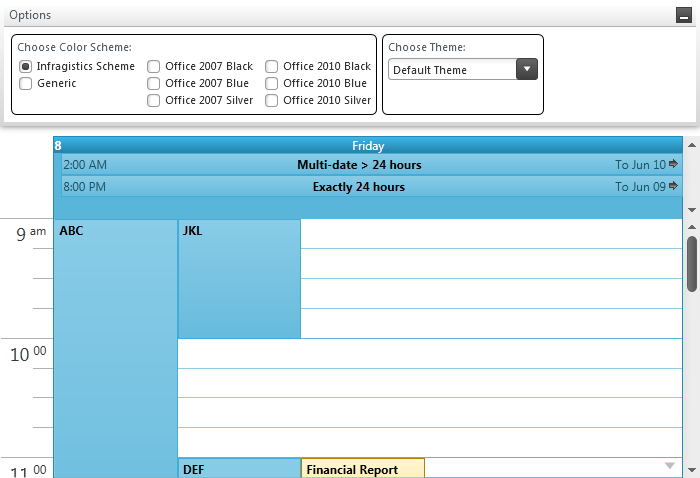 Options
Choose Color Scheme:
Infragistics Scheme
Office 2007 Black
Office 2010 Black
Generic
Office 2007 Blue
Office 2010 Blue
Office 2007 Silver
Office 2010 Silver
Choose Theme:
Default Theme
8 Friday
2:00 AM Multi-date > 24 hours To Jun 10
8:00 PM Exactly 24 hours To Jun 09
9 am
ABC
JKL
10 00
11 00
DEF
Financial Report